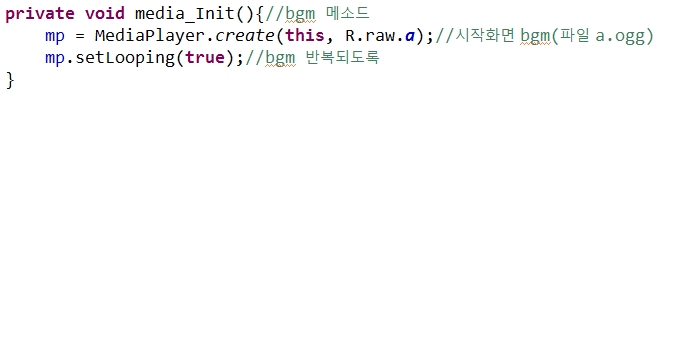 private void media_Init(){//bgm 메소드
mp = MediaPlayer.create(this, R.raw.a);//시작화면 bgm(파일 a.ogg)
mp.setLooping(true);//bgm 반복되도록
}